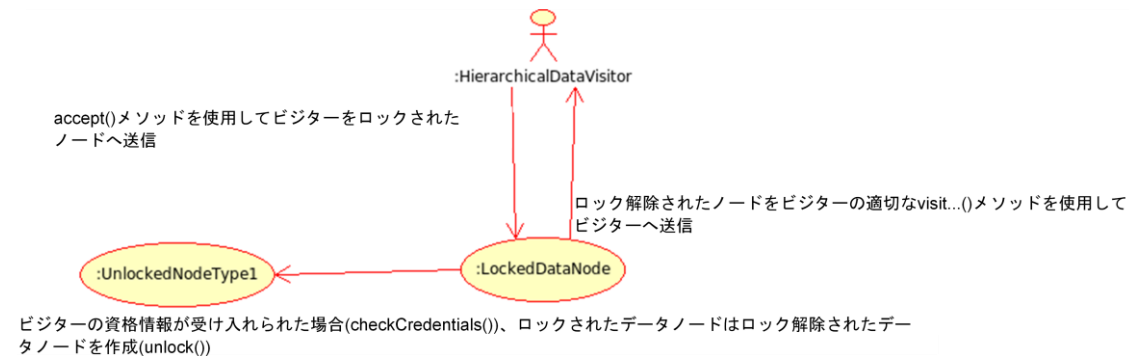 :HierarchicalDataVisitor
accept()メソッドを使用してビジターをロックされた
ノードへ送信
ロック解除されたノードをビジターの適切なvisit...()メソッドを使用して
ビジターへ送信
:UnlockedNodeType1
:LockedDataNode
ビジターの資格情報が受け入れられた場合(checkCredentials())、ロックされたデータノードはロック解除されたデー
タノードを作成(unlock())